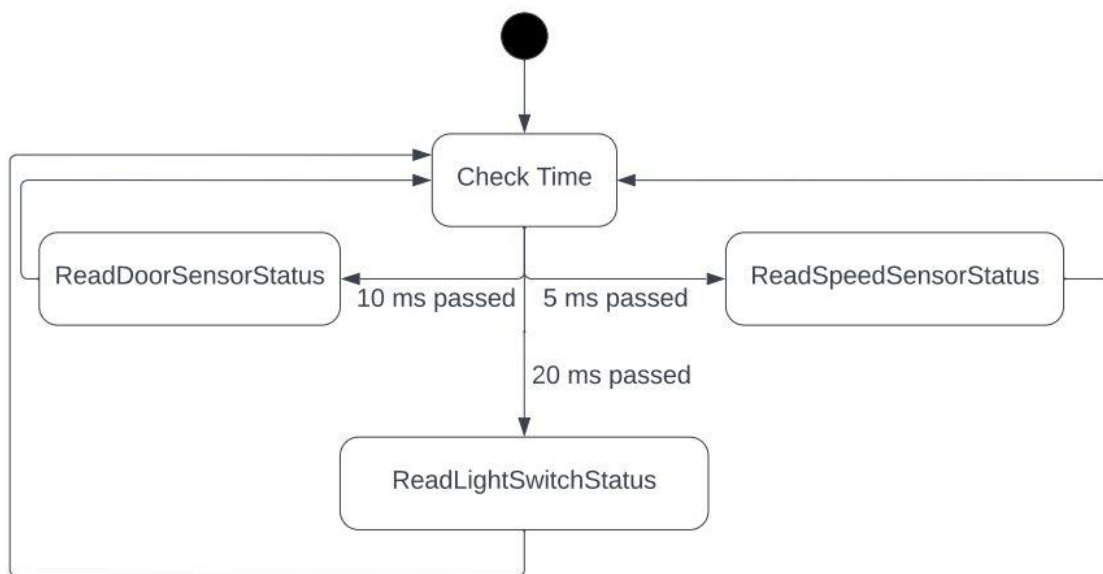 Check Time
ReadDoorSensorStatus
ReadSpeedSensorStatus
10 ms passed
5 ms passed
20 ms passed
ReadLightSwitchStatus